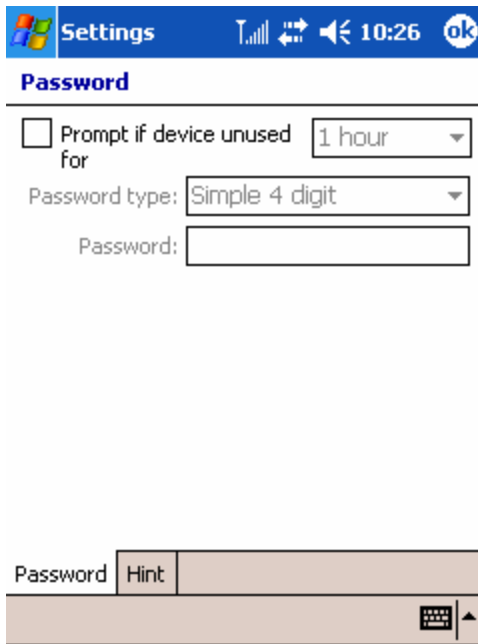 Settings 10:26 ok
Password
Prompt if device unused for 1 hour
Password type: Simple 4 digit
Password:
Password Hint